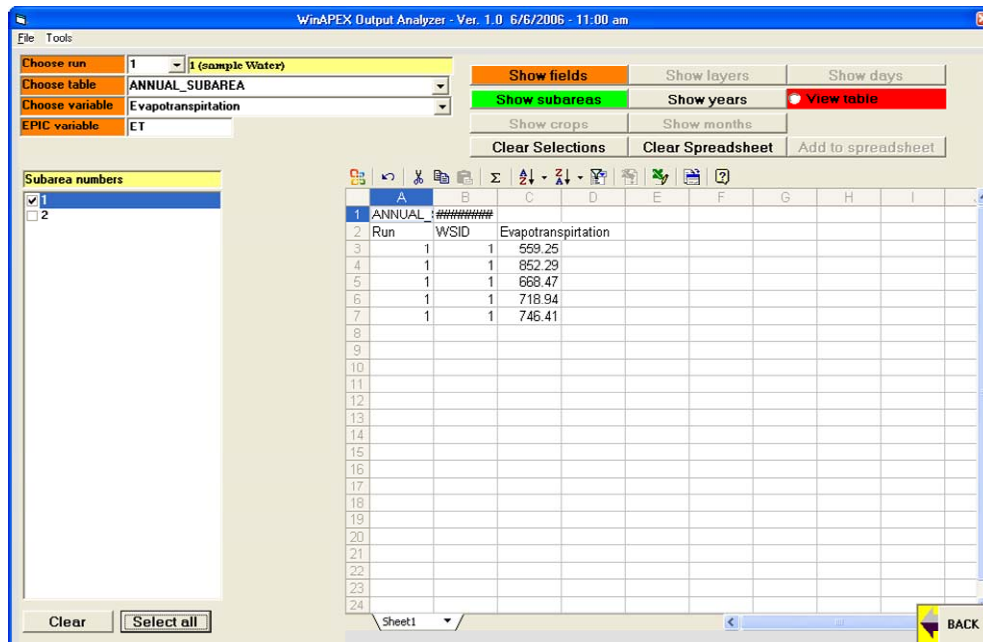 WinAPEX Output Analyzer - Ver. 1.0 6/6/2006 - 11:00 am
File Tools
Choose run 1 1 (sample Water)
Choose table ANNUAL_SUBAREA
Choose variable Evapotranspirtation
EPIC variable ET
Show fields Show layers Show days
Show subareas Show years View table
Show crops Show months
Clear Selections Clear Spreadsheet Add to spreadsheet
Subarea numbers
1
2
A B C D E F G H I
1 ANNUAL_ ########
2 Run WSID Evapotranspirtation
3 1 1 559.25
4 1 1 852.29
5 1 1 668.47
6 1 1 718.94
7 1 1 746.41
8
9
10
11
12
13
14
15
16
17
18
19
20
21
22
23
24
Clear Select all
Sheet1
BACK